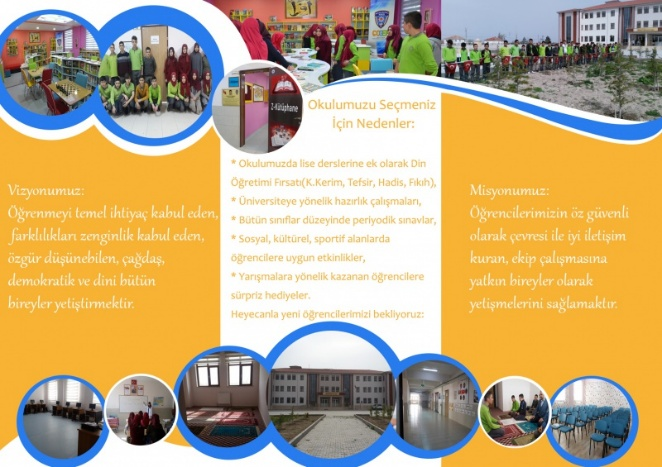 Z-Kütüphane
Okulumuzu Seçmeniz
İçin Nedenler:
* Okulumuzda lise derslerine ek olarak Din
Öğretimi Fırsatı(K.Kerim, Tefsir, Hadis, Fıkıh),
* Üniversiteye yönelik hazırlık çalışmaları,
* Bütün sınıflar düzeyinde periyodik sınavlar,
* Sosyal, kültürel, sportif alanlarda
öğrencilere uygun etkinlikler,
* Yarışmalara yönelik kazanan öğrencilere
sürpriz hediyeler.
Heyecanla yeni öğrencilerimizi bekliyoruz:
Vizyonumuz:
Öğrenmeyi temel ihtiyaç kabul eden,
farklılıkları zenginlik kabul eden,
özgür düşünebilen, çağdaş,
demokratik ve dini bütün
bireyler yetiştirmektir.
Misyonumuz:
Öğrencilerimizin öz güvenli
olarak çevresi ile iyi iletişim
kuran, ekip çalışmasına
yatkın bireyler olarak
yetişmelerini sağlamaktır.